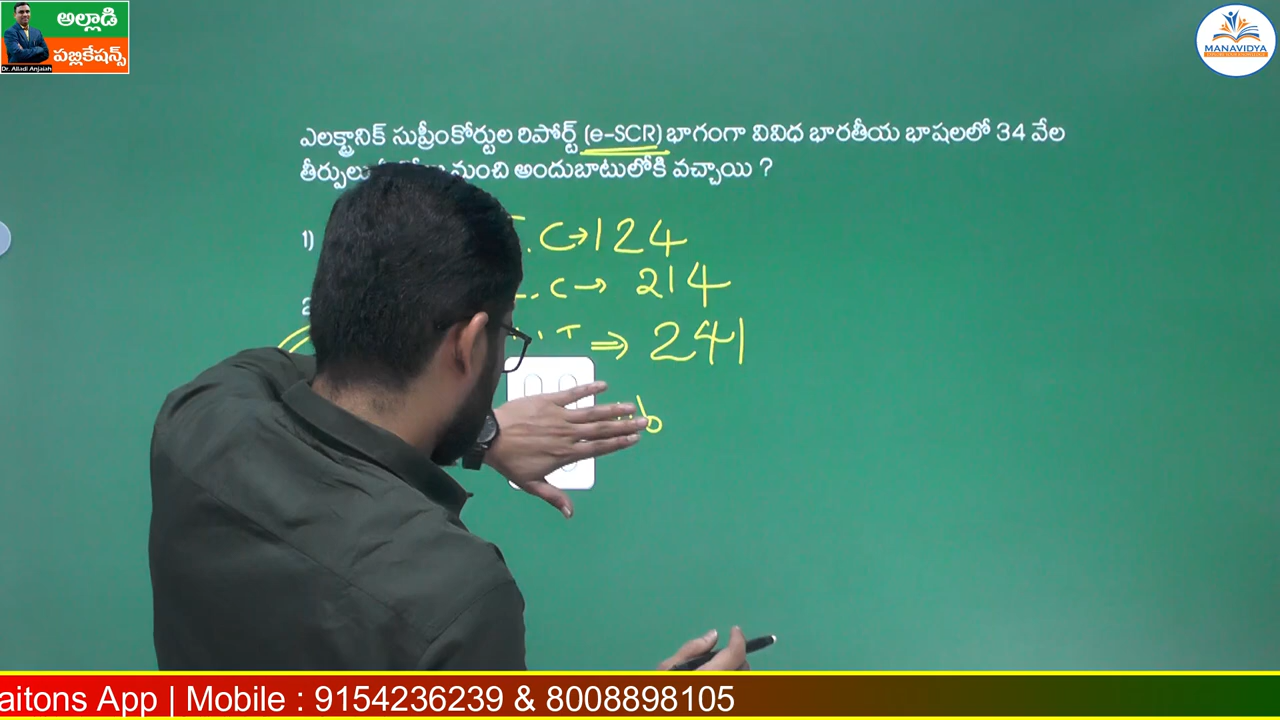 అల్లాడి
పబ్లికేషన్స్
Dr. Alladi Anjaiah
MANAVIDYA
ఎలక్ట్రానిక్ సుప్రీంకోర్టుల రిపోర్ట్ (e-SCR) భాగంగా వివిధ భారతీయ భాషలలో 34 వేల
తీర్పులు నుంచి అందుబాటులోకి వచ్చాయి ?
1) . C → 124
2 . C → 214
. T ⇒ 241
b
aitons App | Mobile : 9154236239 & 8008898105